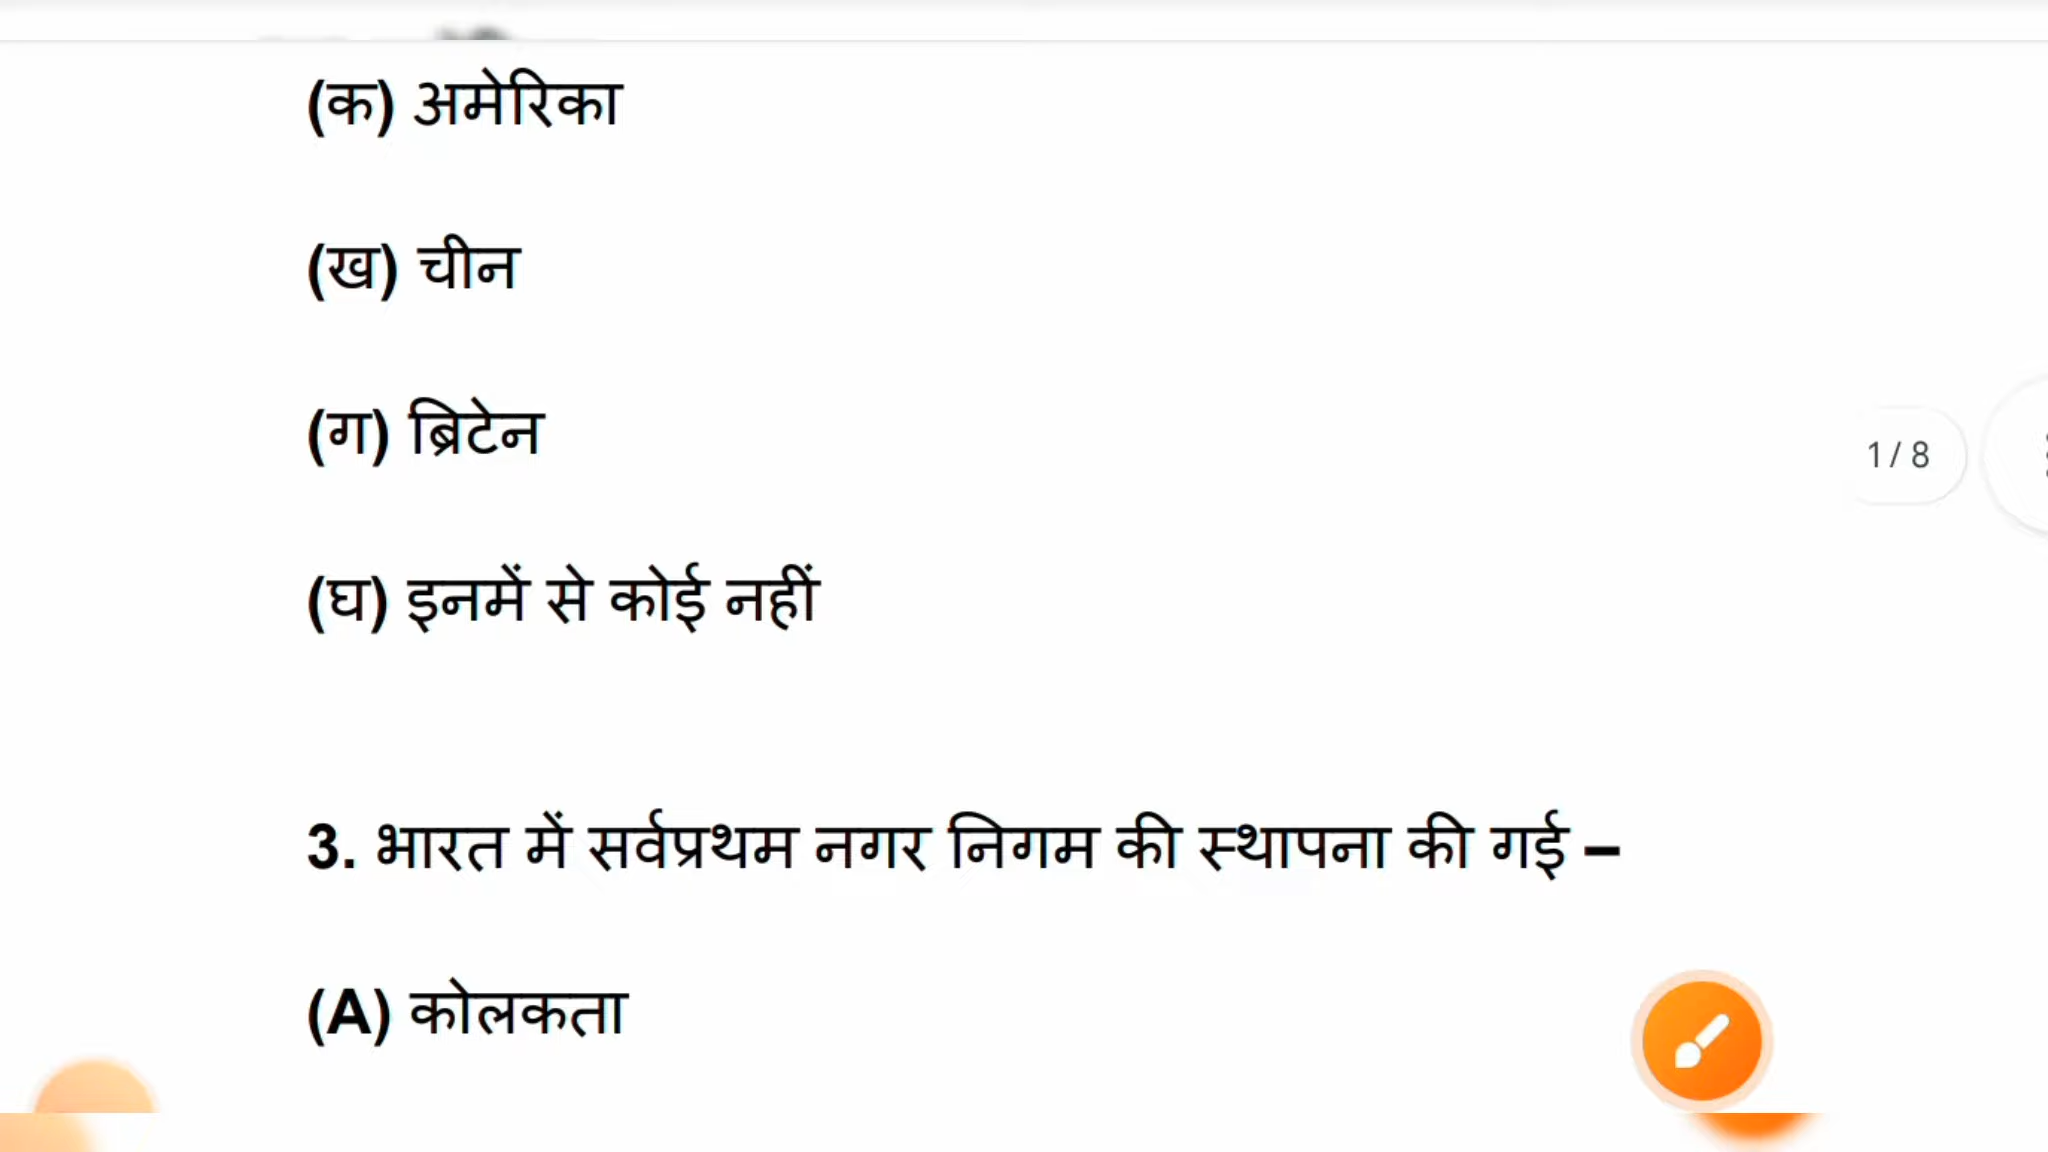 (क) अमेरिका
(ख) चीन
(ग) ब्रिटेन
1 / 8
(घ) इनमें से कोई नहीं
3. भारत में सर्वप्रथम नगर निगम की स्थापना की गई –
(A) कोलकता